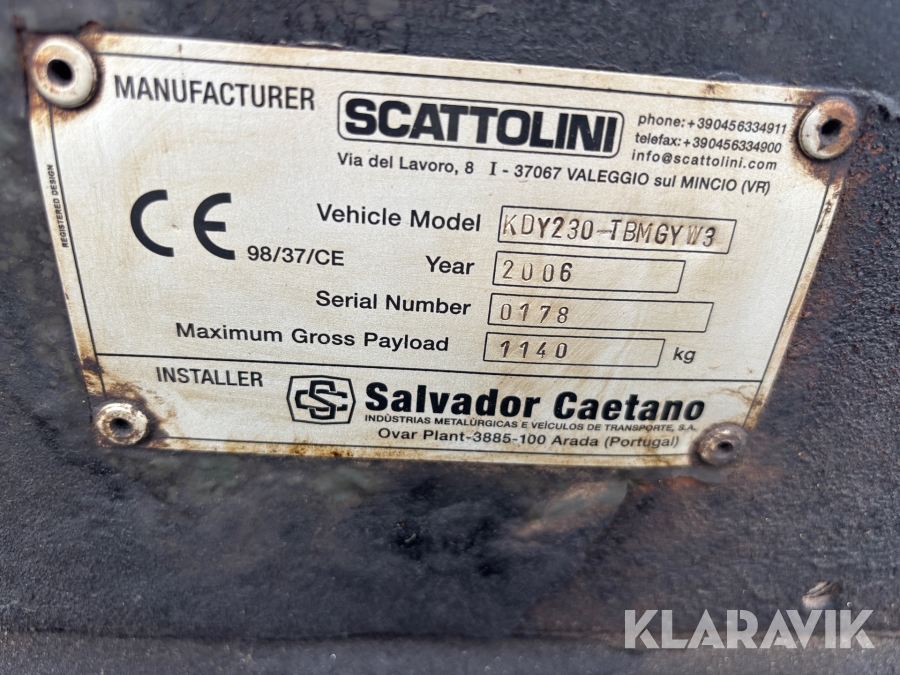 MANUFACTURER
SCATTOLINI
phone:+390456334911
telefax:+390456334900
info@scattolini.com
Via del Lavoro, 8 I - 37067 VALEGGIO sul MINCIO (VR)
REGISTERED DESIGN
CE 98/37/CE
Vehicle Model KDY230-TBMGYW3
Year 2006
Serial Number 0178
Maximum Gross Payload 1140 kg
INSTALLER
SC
Salvador Caetano
INDÚSTRIAS METALÚRGICAS E VEÍCULOS DE TRANSPORTE, S.A.
Ovar Plant-3885-100 Arada (Portugal)
KLARAVIK